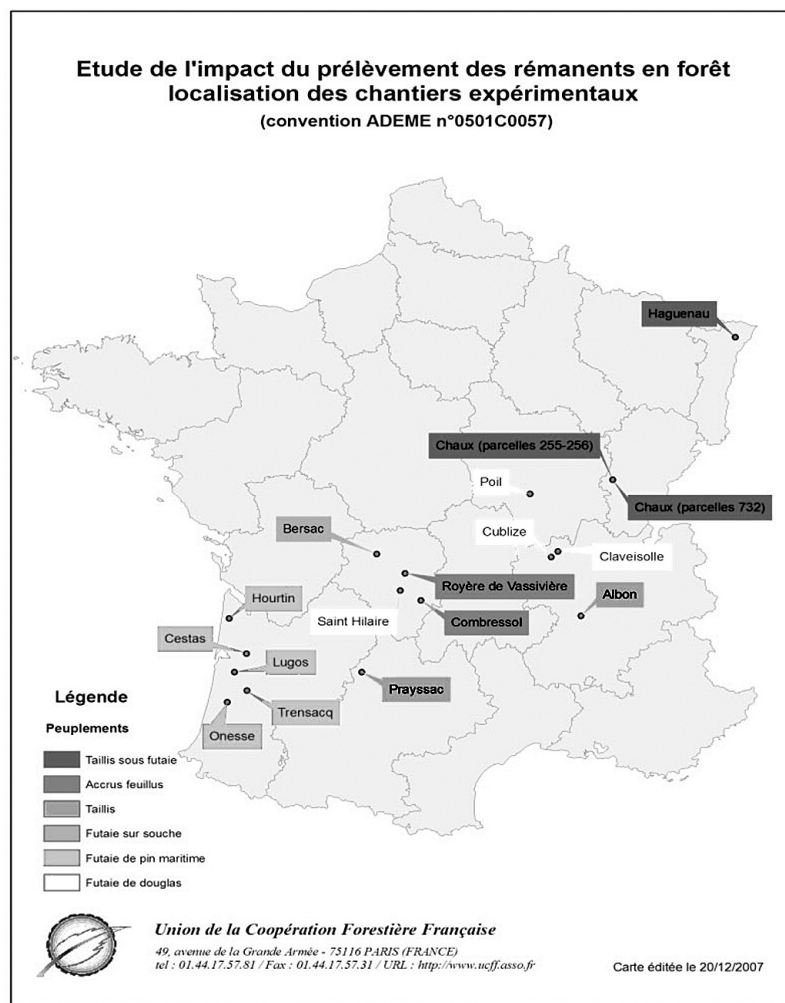 Etude de l'impact du prélèvement des rémanents en forêt
localisation des chantiers expérimentaux
(convention ADEME n°0501C0057)
Haguenau
Chaux (parcelles 255-256)
Poil
Chaux (parcelles 732)
Cublize
Bersac
Claveisolle
Royère de Vassivière
Albon
Hourtin
Saint Hilaire
Combressol
Cestas
Lugos
Prayssac
Trensacq
Onesse
Légende
Peuplements
Taillis sous futaie
Accrus feuillus
Taillis
Futaie sur souche
Futaie de pin maritime
Futaie de douglas
Union de la Coopération Forestière Française
49, avenue de la Grande Armée - 75116 PARIS (FRANCE)
tel : 01.44.17.57.81 / Fax : 01.44.17.57.31 / URL : http://www.ucff.asso.fr
Carte éditée le 20/12/2007